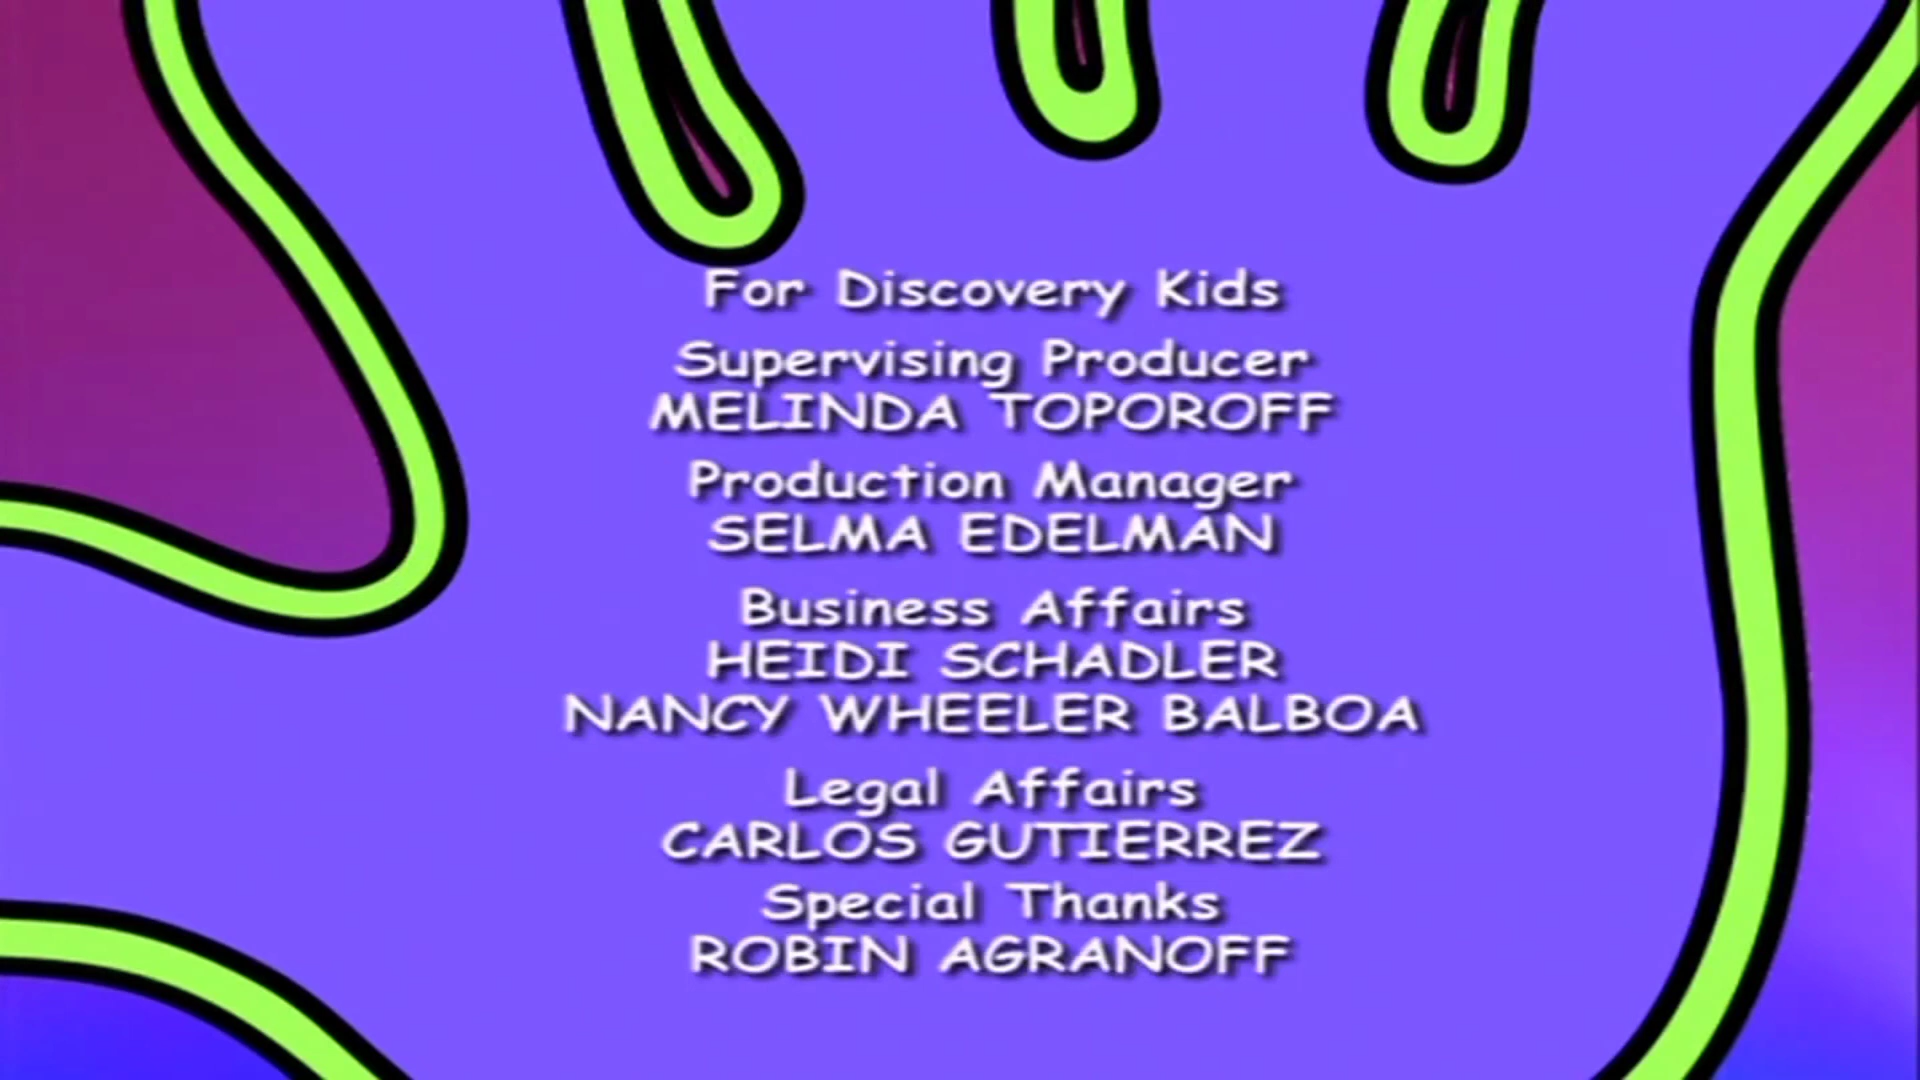 For Discovery Kids
Supervising Producer
MELINDA TOPOROFF
Production Manager
SELMA EDELMAN
Business Affairs
HEIDI SCHADLER
NANCY WHEELER BALBOA
Legal Affairs
CARLOS GUTIERREZ
Special Thanks
ROBIN AGRANOFF